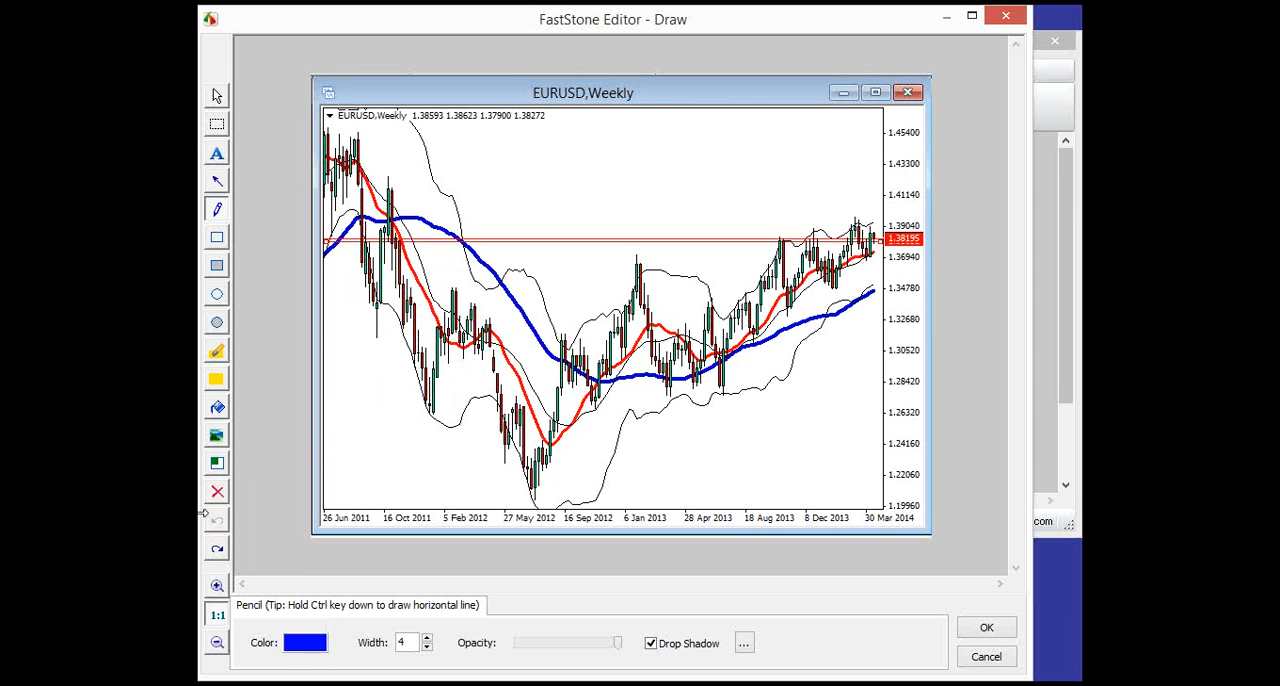 FastStone Editor - Draw
EURUSD,Weekly
EURUSD,Weekly 1.38593 1.38623 1.37900 1.38272
1.45400
1.43300
1.41140
1.39040
1.38195
1.36940
1.34780
1.32680
1.30520
1.28420
1.26320
1.24160
1.22060
1.19960
26 Jun 2011 16 Oct 2011 5 Feb 2012 27 May 2012 16 Sep 2012 6 Jan 2013 28 Apr 2013 18 Aug 2013 8 Dec 2013 30 Mar 2014
com
A
1:1
Pencil (Tip: Hold Ctrl key down to draw horizontal line)
Color: Width: 4 Opacity: Drop Shadow ...
OK
Cancel